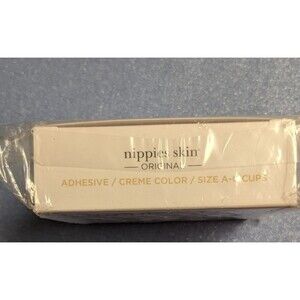 nippies skin®
ORIGINAL
ADHESIVE / CREME COLOR / SIZE A-C CUPS